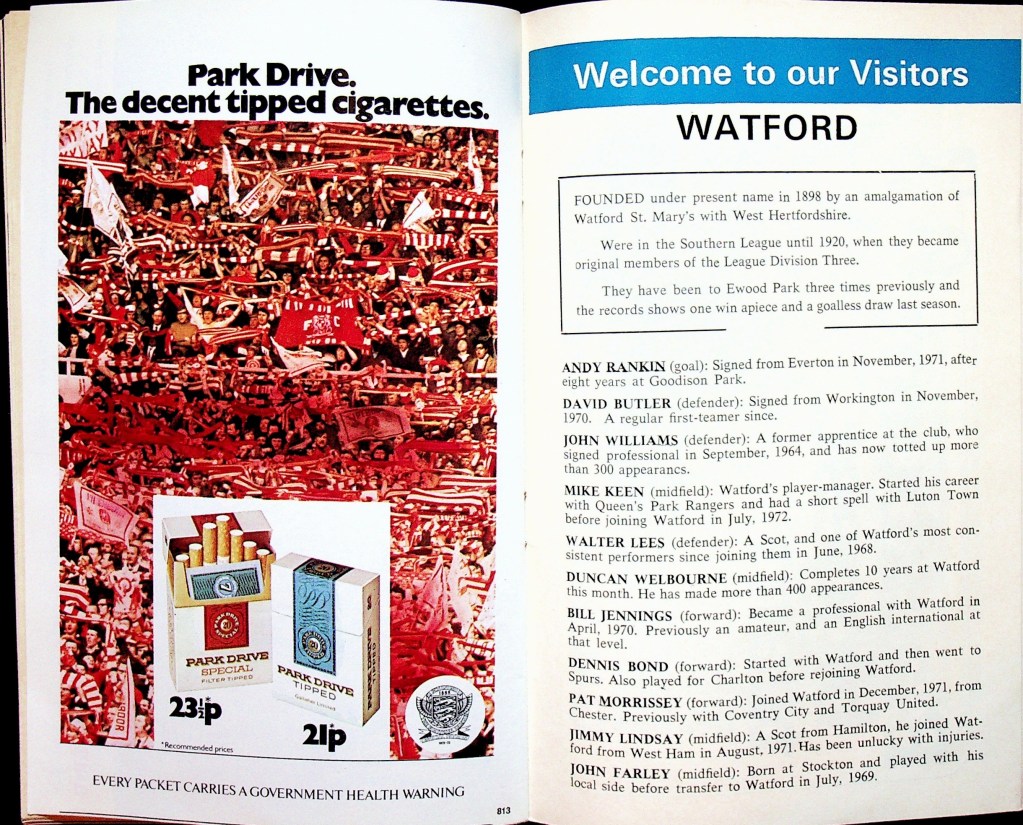 Park Drive.
The decent tipped cigarettes.
F C
PARK DRIVE
SPECIAL
FILTER TIPPED
PARK DRIVE
TIPPED
Gallaher Limited
PARK DRIVE
TIPPED
23½*p
21p
*Recommended prices
EVERY PACKET CARRIES A GOVERNMENT HEALTH WARNING
813
Welcome to our Visitors
WATFORD
FOUNDED under present name in 1898 by an amalgamation of
Watford St. Mary's with West Hertfordshire.
Were in the Southern League until 1920, when they became
original members of the League Division Three.
They have been to Ewood Park three times previously and
the records shows one win apiece and a goalless draw last season.
ANDY RANKIN (goal): Signed from Everton in November, 1971, after
eight years at Goodison Park.
DAVID BUTLER (defender): Signed from Workington in November,
1970. A regular first-teamer since.
JOHN WILLIAMS (defender): A former apprentice at the club, who
signed professional in September, 1964, and has now totted up more
than 300 appearancs.
MIKE KEEN (midfield): Watford's player-manager. Started his career
with Queen's Park Rangers and had a short spell with Luton Town
before joining Watford in July, 1972.
WALTER LEES (defender): A Scot, and one of Watford's most con-
sistent performers since joining them in June, 1968.
DUNCAN WELBOURNE (midfield): Completes 10 years at Watford
this month. He has made more than 400 appearances.
BILL JENNINGS (forward): Became a professional with Watford in
April, 1970. Previously an amateur, and an English international at
that level.
DENNIS BOND (forward): Started with Watford and then went to
Spurs. Also played for Charlton before rejoining Watford.
PAT MORRISSEY (forward): Joined Watford in December, 1971, from
Chester. Previously with Coventry City and Torquay United.
JIMMY LINDSAY (midfield): A Scot from Hamilton, he joined Wat-
ford from West Ham in August, 1971. Has been unlucky with injuries.
JOHN FARLEY (midfield): Born at Stockton and played with his
local side before transfer to Watford in July, 1969.